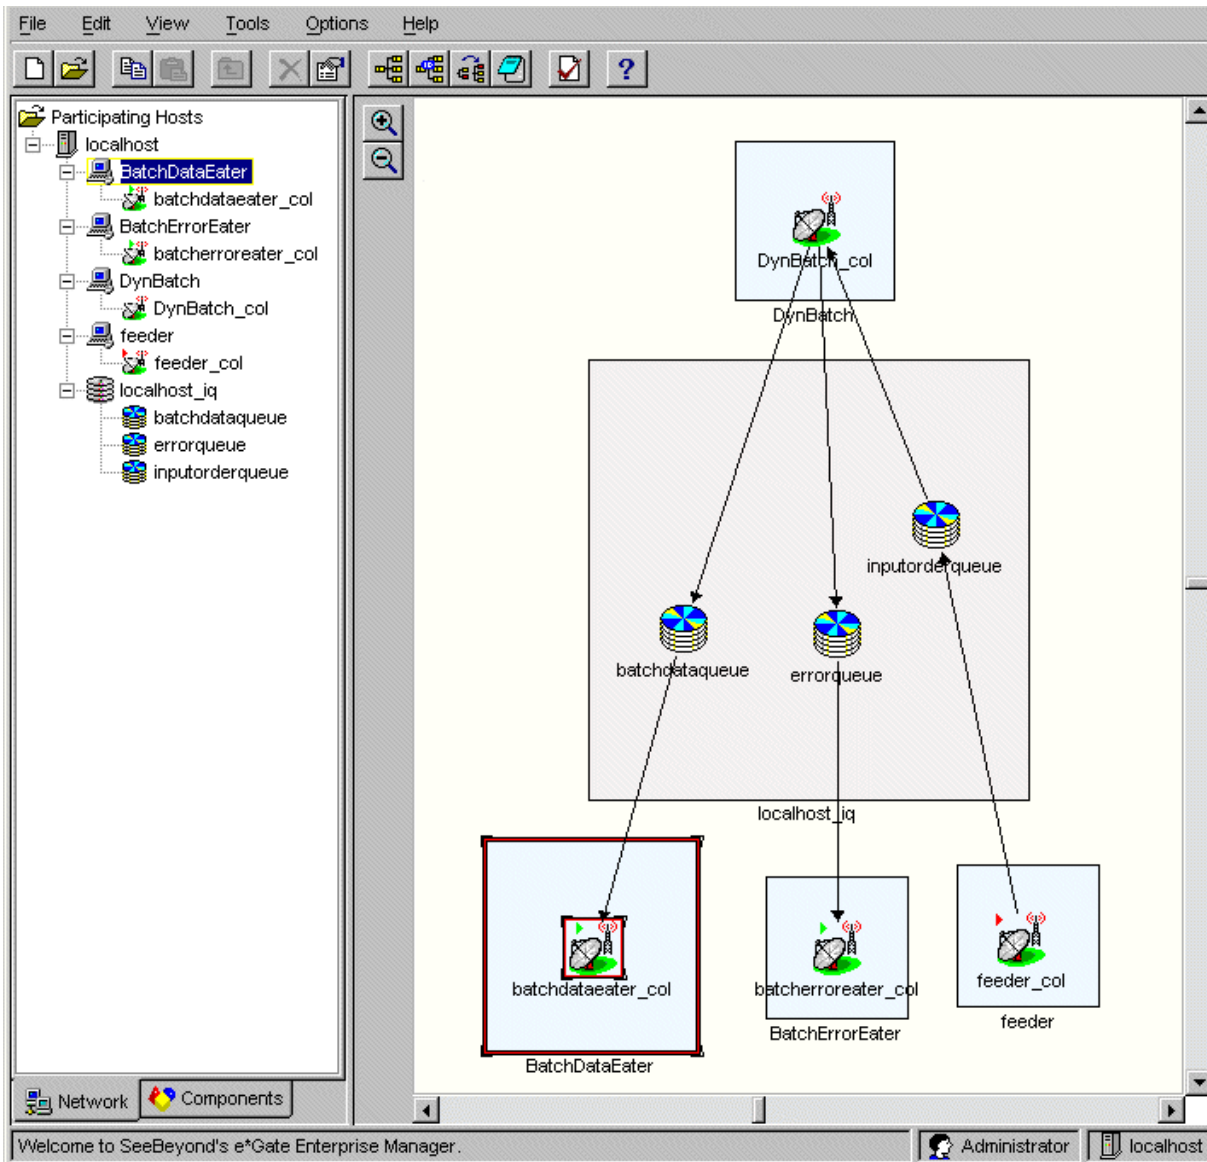 File Edit View Tools Options Help
?
Participating Hosts
localhost
BatchDataEater
batchdataeater_col
BatchErrorEater
batcherroreater_col
DynBatch
DynBatch_col
feeder
feeder_col
localhost_iq
batchdataqueue
errorqueue
inputorderqueue
Network
Components
DynBatch_col
DynBatch
inputorderqueue
batchdataqueue
errorqueue
localhost_iq
batchdataeater_col
BatchDataEater
batcherroreater_col
BatchErrorEater
feeder_col
feeder
Welcome to SeeBeyond's e*Gate Enterprise Manager. Administrator localhost